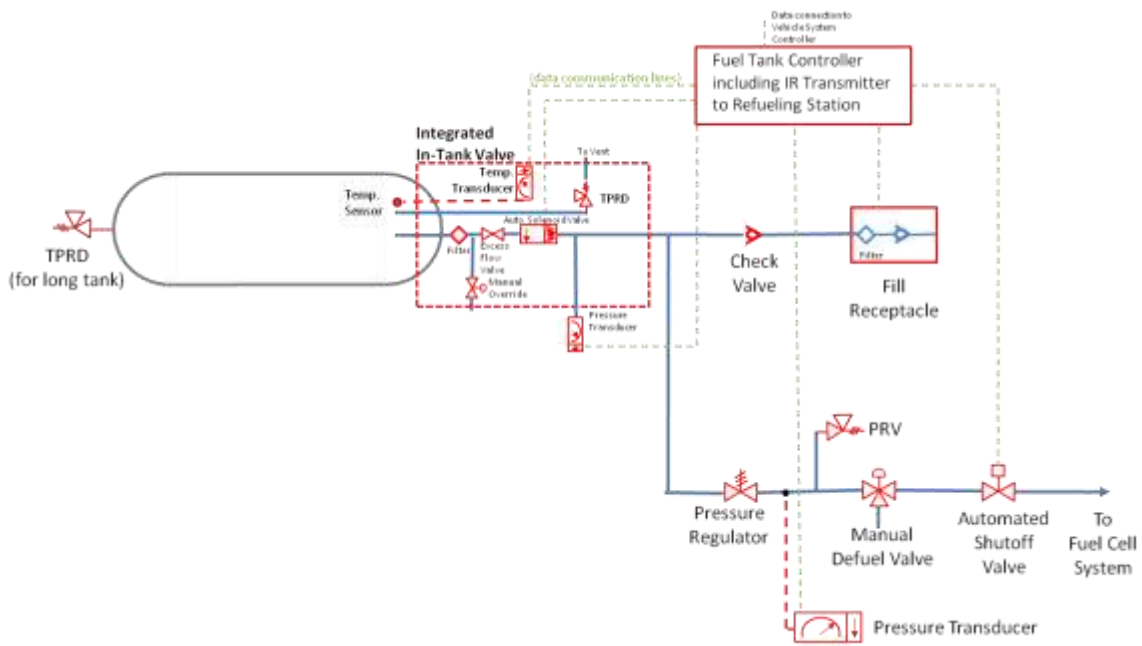 Data connection to
Vehicle System
Controller
Fuel Tank Controller
including IR Transmitter
to Refueling Station
(data communication lines)
Integrated
In-Tank Valve
To Vent
Temp.
Transducer
TPRD
Temp.
Sensor
Auto. Solenoid Valve
TPRD
(for long tank)
Filter
Excess
Flow
Valve
Manual
Override
Pressure
Transducer
Check
Valve
Filter
Fill
Receptacle
PRV
Pressure
Regulator
Manual
Defuel Valve
Automated
Shutoff
Valve
To
Fuel Cell
System
Pressure Transducer